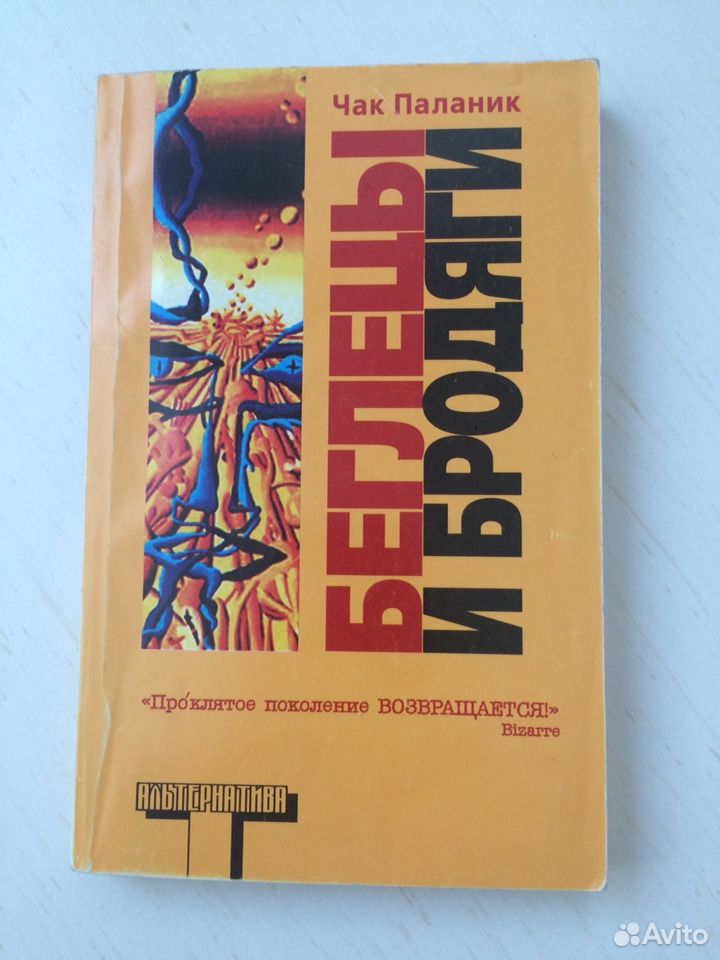 Чак Паланик
БЕГЛЕЦЫ
И БРОДЯГИ
«Про́клятое поколение ВОЗВРАЩАЕТСЯ!»
Bizarre
АЛЬТЕРНАТИВА
Avito